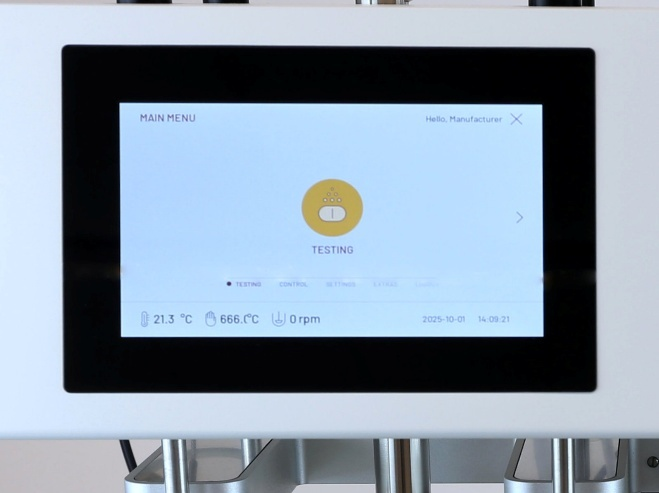 MAIN MENU
Hello, Manufacturer
TESTING
TESTING CONTROL SETTINGS
21.3 °C 666.(°C 0 rpm
2025-10-01 14:09:21